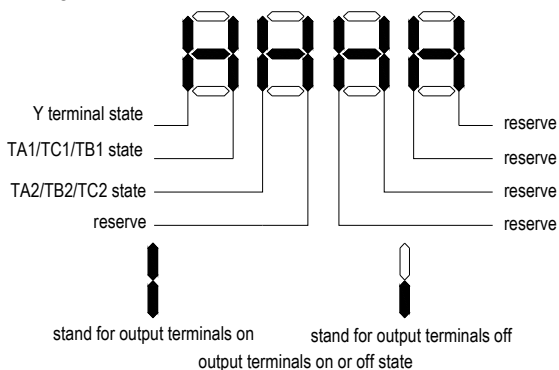 Y terminal state
TA1/TC1/TB1 state
TA2/TB2/TC2 state
reserve
reserve
reserve
reserve
reserve
stand for output terminals on
stand for output terminals off
output terminals on or off state